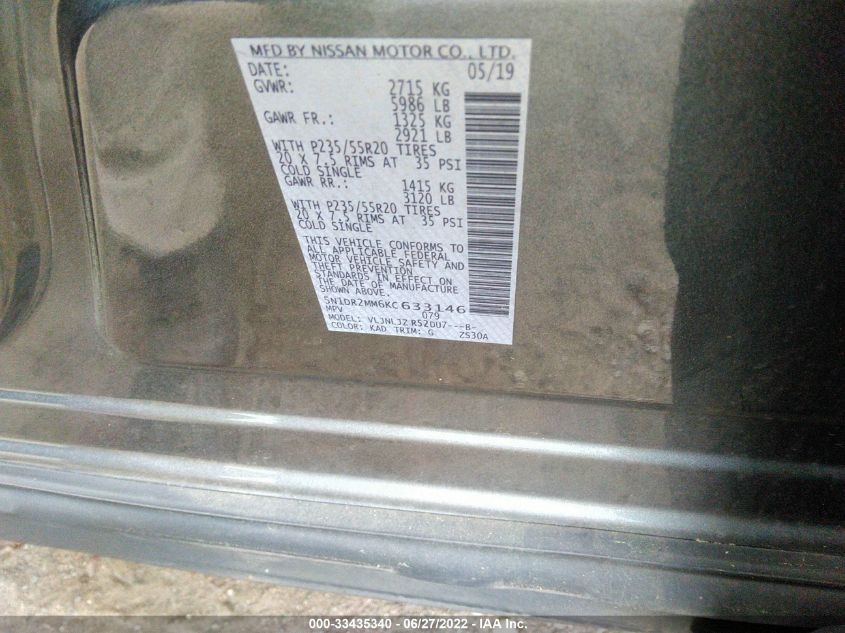 MFD BY NISSAN MOTOR CO., LTD.
DATE: 05/19
GVWR: 2715 KG
5986 LB
GAWR FR.: 1325 KG
2921 LB
WITH P235/55R20 TIRES
20 X 7.5 RIMS AT 35 PSI
COLD SINGLE
GAWR RR.: 1415 KG
3120 LB
WITH P235/55R20 TIRES
20 X 7.5 RIMS AT 35 PSI
COLD SINGLE
THIS VEHICLE CONFORMS TO
ALL APPLICABLE FEDERAL
MOTOR VEHICLE SAFETY AND
THEFT PREVENTION
STANDARDS IN EFFECT ON
THE DATE OF MANUFACTURE
SHOWN ABOVE.
5N1DR2MM6KC633146
MPV 079
MODEL: VLJNLJZ RS2DU7---B-
COLOR: KAD TRIM: G ZS30A
000-33435340 - 06/27/2022 - IAA Inc.